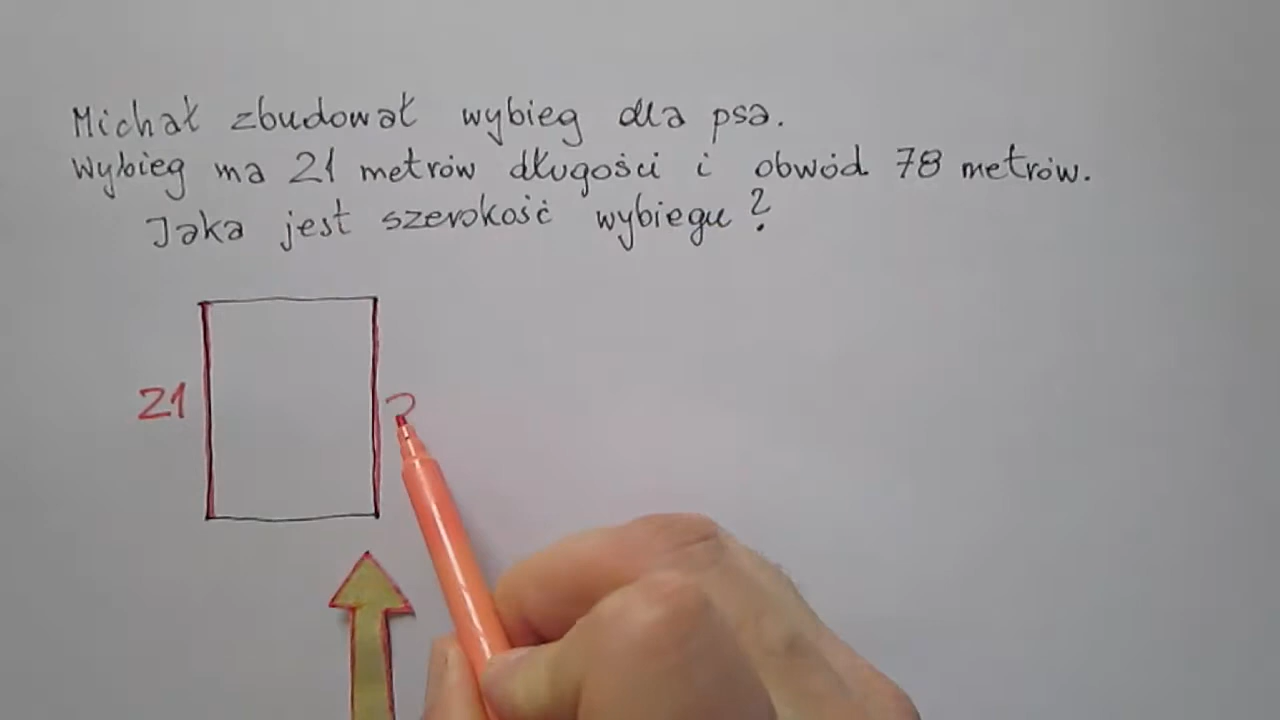 Michał zbudował wybieg dla psa.
Wybieg ma 21 metrów długości i obwód 78 metrów.
Jaka jest szerokość wybiegu?
21